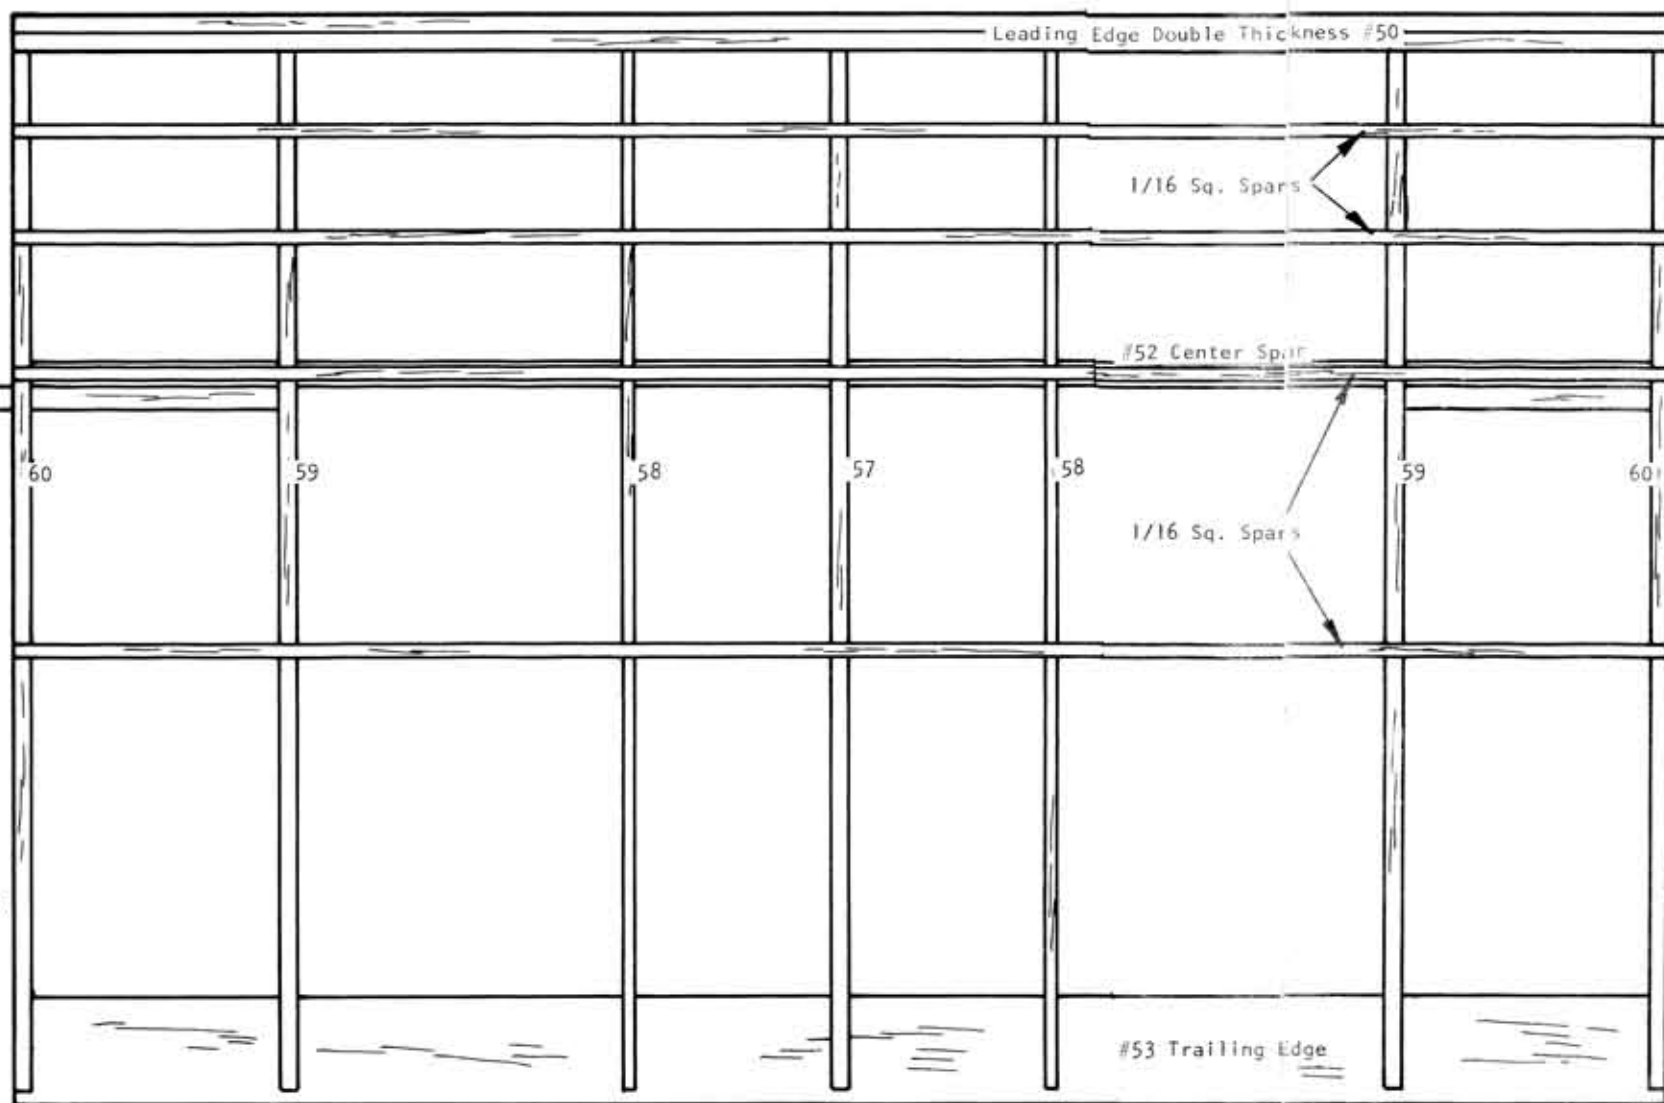 Leading Edge Double Thickness #50
1/16 Sq. Spars
#52 Center Spar
60
59
58
57
58
59
60
1/16 Sq. Spars
#53 Trailing Edge